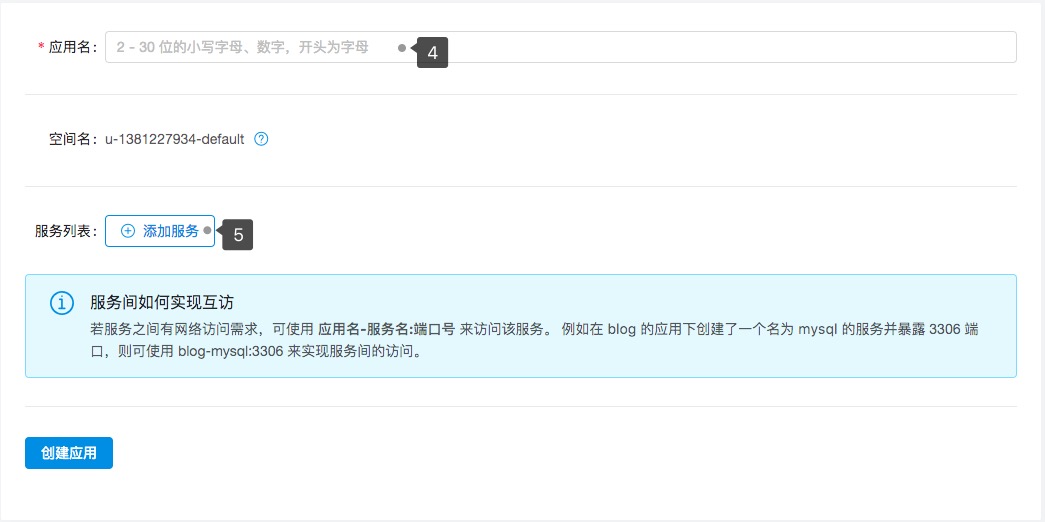 * 应用名： 2 - 30 位的小写字母、数字，开头为字母 4
空间名： u-1381227934-default ?
服务列表： 添加服务 5
服务间如何实现互访
若服务之间有网络访问需求，可使用 应用名-服务名:端口号 来访问该服务。 例如在 blog 的应用下创建了一个名为 mysql 的服务并暴露 3306 端
口，则可使用 blog-mysql:3306 来实现服务间的访问。
创建应用